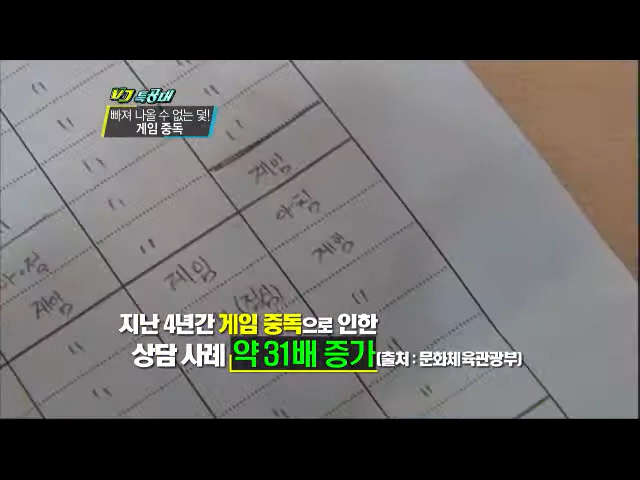 VJ 특공대
빠져 나올 수 없는 덫!
게임 중독
"
"
"
"
"
"
게임
"
"
아침
"
게임
게임
게임
(점심)
"
지난 4년간 게임 중독으로 인한
상담 사례 약 31배 증가(출처 : 문화체육관광부)
"
"
"
"
"
"
"